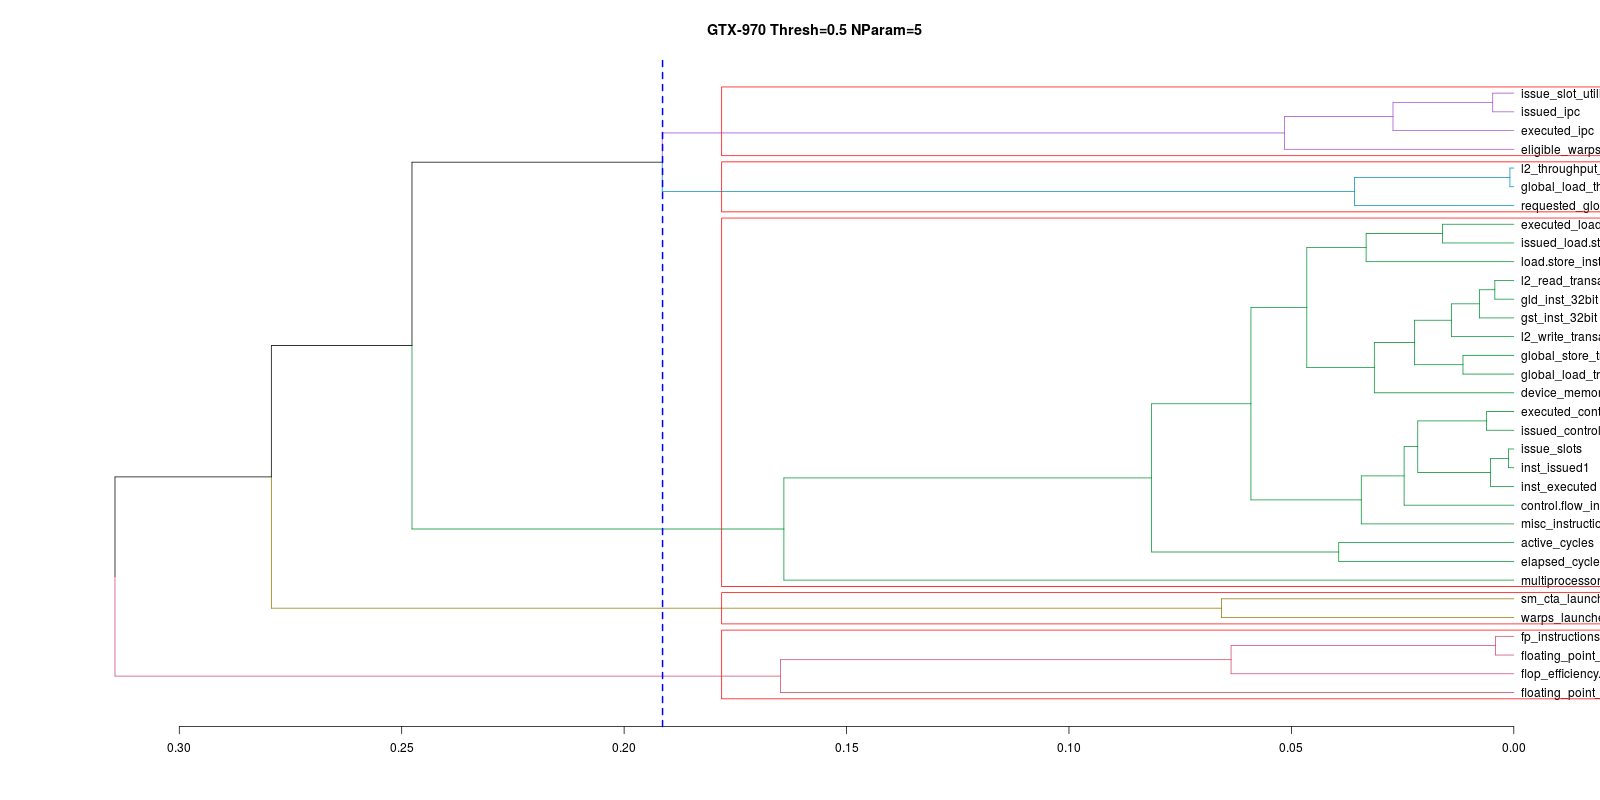 GTX-970 Thresh=0.5 NParam=5
issue_slot_util
issued_ipc
executed_ipc
eligible_warps
l2_throughput_
global_load_th
requested_glo
executed_load
issued_load.st
load.store_inst
l2_read_transa
gld_inst_32bit
gst_inst_32bit
l2_write_transa
global_store_t
global_load_tr
device_memor
executed_cont
issued_control
issue_slots
inst_issued1
inst_executed
control.flow_in
misc_instructio
active_cycles
elapsed_cycle
multiprocessor
sm_cta_launch
warps_launche
fp_instructions
floating_point_
flop_efficiency.
floating_point_
0.30 0.25 0.20 0.15 0.10 0.05 0.00